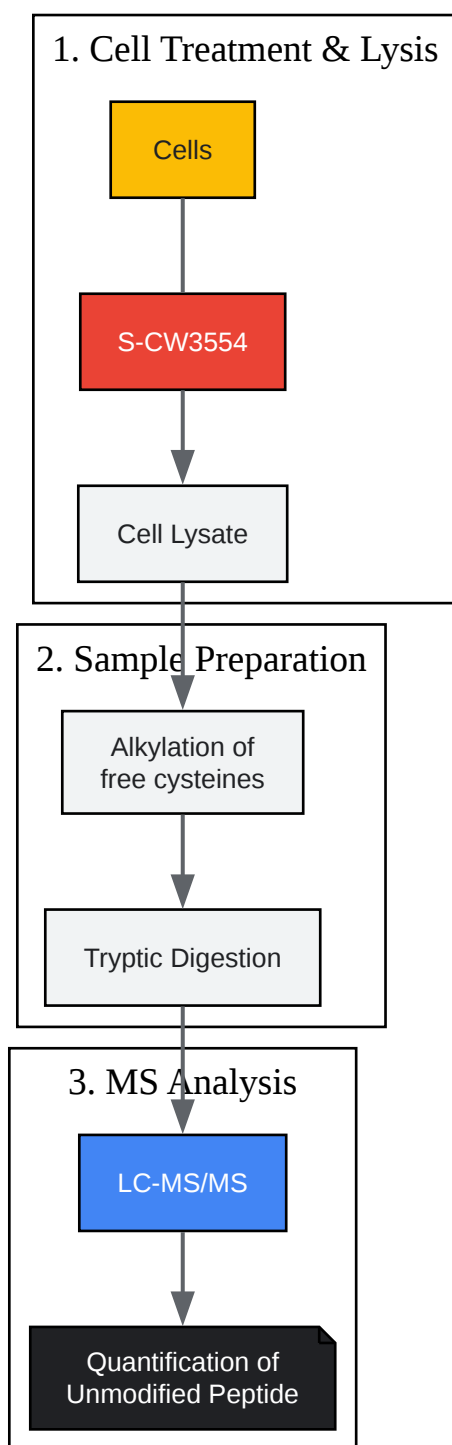 1. Cell Treatment & Lysis
Cells
S-CW3554
Cell Lysate
2. Sample Preparation
Alkylation of
free cysteines
Tryptic Digestion
3. MS Analysis
LC-MS/MS
Quantification of
Unmodified Peptide